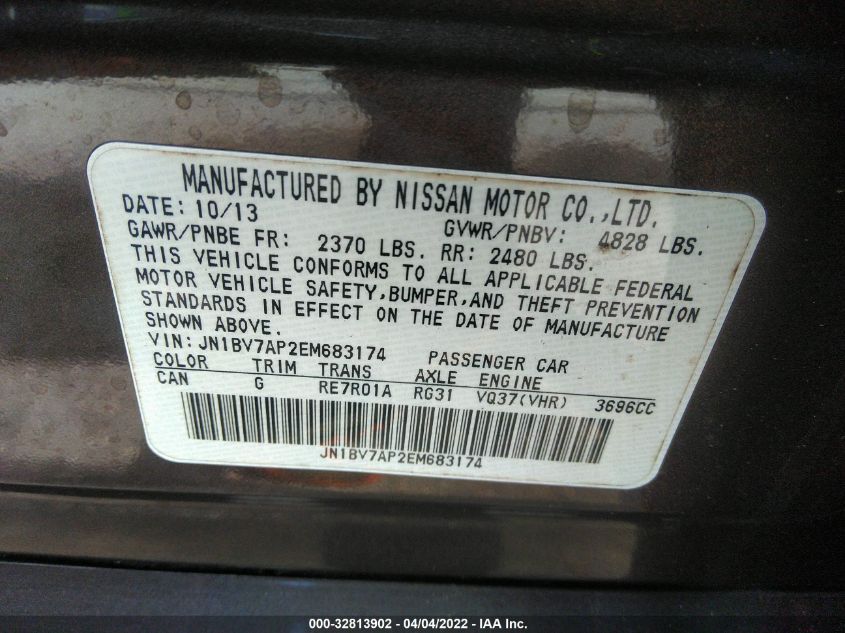 MANUFACTURED BY NISSAN MOTOR CO.,LTD.
DATE: 10/13 GVWR/PNBV: 4828 LBS.
GAWR/PNBE FR: 2370 LBS. RR: 2480 LBS.
THIS VEHICLE CONFORMS TO ALL APPLICABLE FEDERAL
MOTOR VEHICLE SAFETY,BUMPER,AND THEFT PREVENTION
STANDARDS IN EFFECT ON THE DATE OF MANUFACTURE
SHOWN ABOVE.
VIN: JN1BV7AP2EM683174 PASSENGER CAR
COLOR TRIM TRANS AXLE ENGINE
CAN G RE7R01A RG31 VQ37(VHR) 3696CC
JN1BV7AP2EM683174
000-32813902 - 04/04/2022 - IAA Inc.